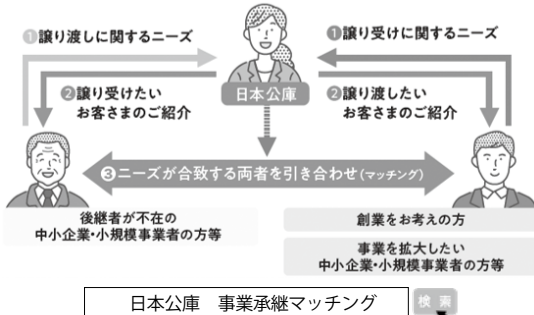 ❶譲り渡しに関するニーズ
❶譲り受けに関するニーズ
日本公庫
❷譲り受けたい
お客さまのご紹介
❷譲り渡したい
お客さまのご紹介
❸ニーズが合致する両者を引き合わせ(マッチング)
後継者が不在の
中小企業・小規模事業者の方等
創業をお考えの方
事業を拡大したい
中小企業・小規模事業者の方等
日本公庫　事業承継マッチング
検索